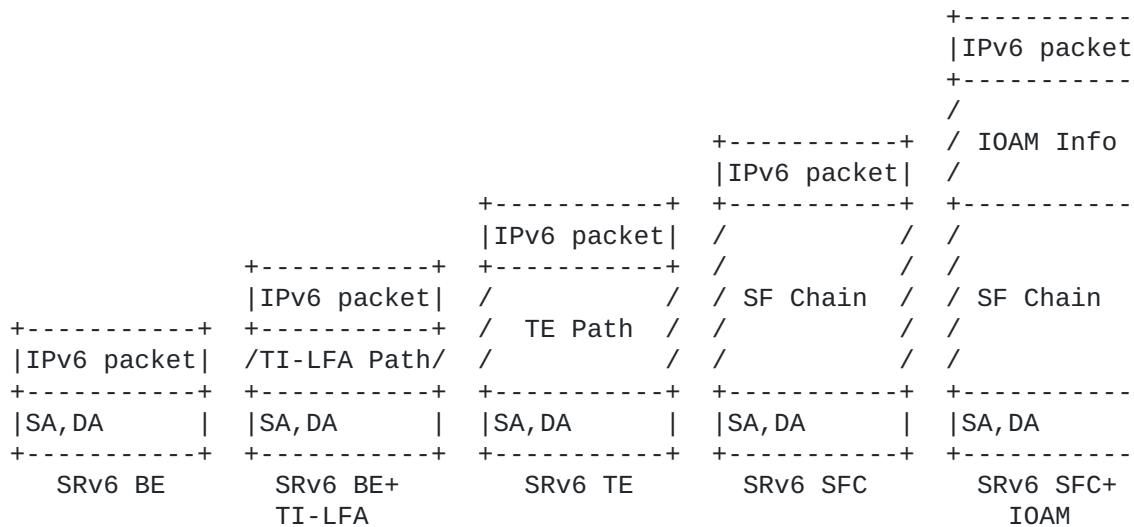 +-----------
                                                            |IPv6 packet
                                                            +-----------
                                                            /
                                             +-----------+  / IOAM Info
                                             |IPv6 packet|  /
                              +-----------+  +-----------+  +-----------
                              |IPv6 packet|  /           /  /
               +-----------+  +-----------+  /           /  /
               |IPv6 packet|  /           /  / SF Chain  /  / SF Chain
+-----------+  +-----------+  /  TE Path  /  /           /  /
|IPv6 packet|  /TI-LFA Path/  /           /  /           /  /
+-----------+  +-----------+  +-----------+  +-----------+  +-----------
|SA,DA      |  |SA,DA      |  |SA,DA      |  |SA,DA      |  |SA,DA
+-----------+  +-----------+  +-----------+  +-----------+  +-----------
   SRv6 BE       SRv6 BE+        SRv6 TE       SRv6 SFC       SRv6 SFC+
                 TI-LFA                                         IOAM